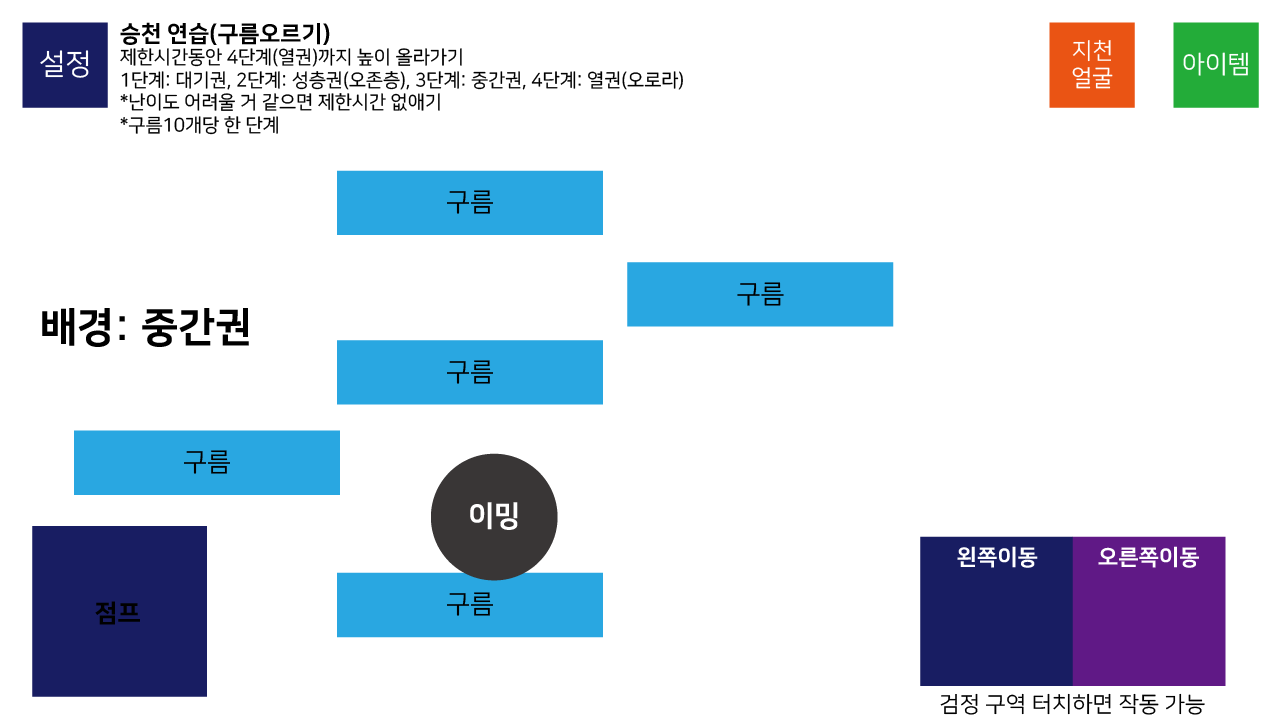 설정
승천 연습(구름오르기)
제한시간동안 4단계(열권)까지 높이 올라가기
1단계: 대기권, 2단계: 성층권(오존층), 3단계: 중간권, 4단계: 열권(오로라)
*난이도 어려울 거 같으면 제한시간 없애기
*구름10개당 한 단계
지천
얼굴
아이템
구름
구름
배경: 중간권
구름
구름
이밍
구름
점프
왼쪽이동
오른쪽이동
검정 구역 터치하면 작동 가능